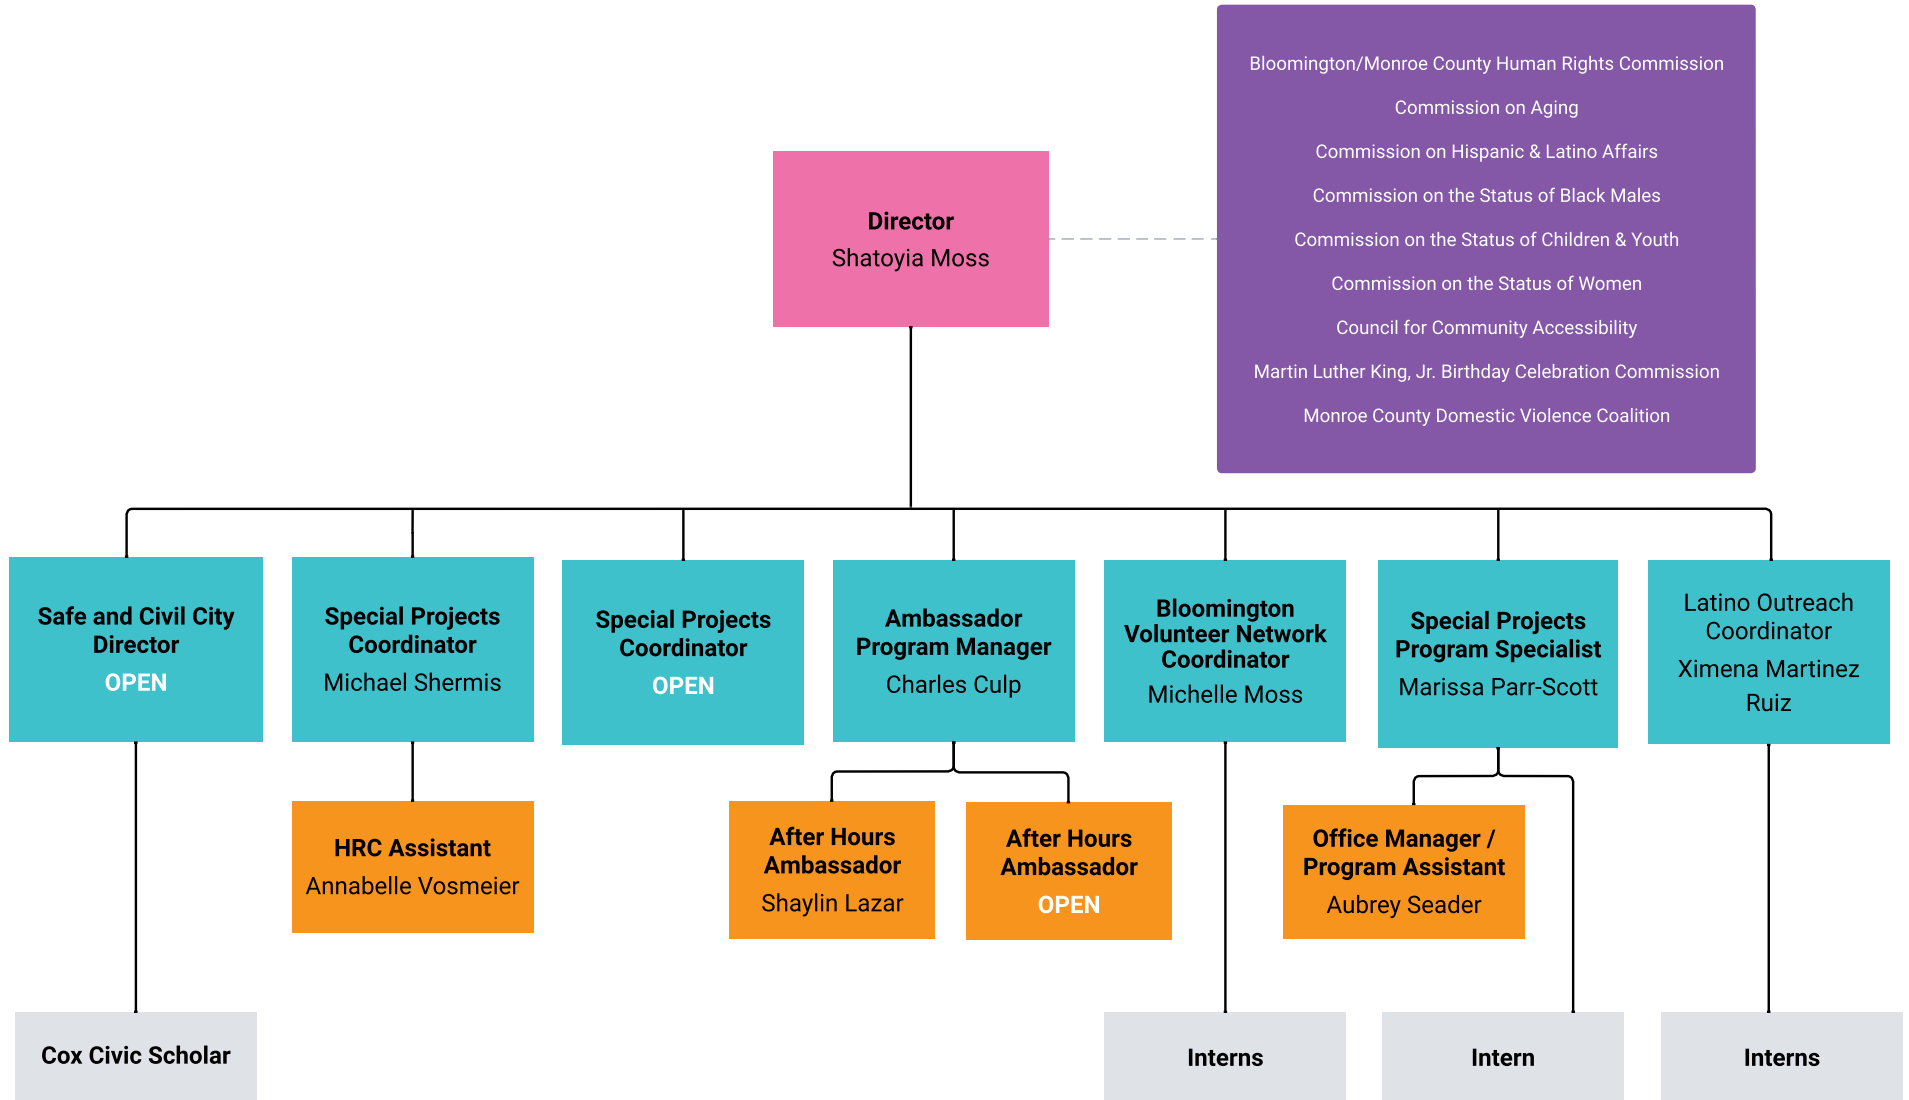 Bloomington/Monroe County Human Rights Commission
Commission on Aging
Commission on Hispanic & Latino Affairs
Commission on the Status of Black Males
Commission on the Status of Children & Youth
Commission on the Status of Women
Council for Community Accessibility
Martin Luther King, Jr. Birthday Celebration Commission
Monroe County Domestic Violence Coalition
Director
Shatoyia Moss
Safe and Civil City
Director
OPEN
Special Projects
Coordinator
Michael Shermis
Special Projects
Coordinator
OPEN
Ambassador
Program Manager
Charles Culp
Bloomington
Volunteer Network
Coordinator
Michelle Moss
Special Projects
Program Specialist
Marissa Parr-Scott
Latino Outreach
Coordinator
Ximena Martinez
Ruiz
HRC Assistant
Annabelle Vosmeier
After Hours
Ambassador
Shaylin Lazar
After Hours
Ambassador
OPEN
Office Manager /
Program Assistant
Aubrey Seader
Cox Civic Scholar
Interns
Intern
Interns